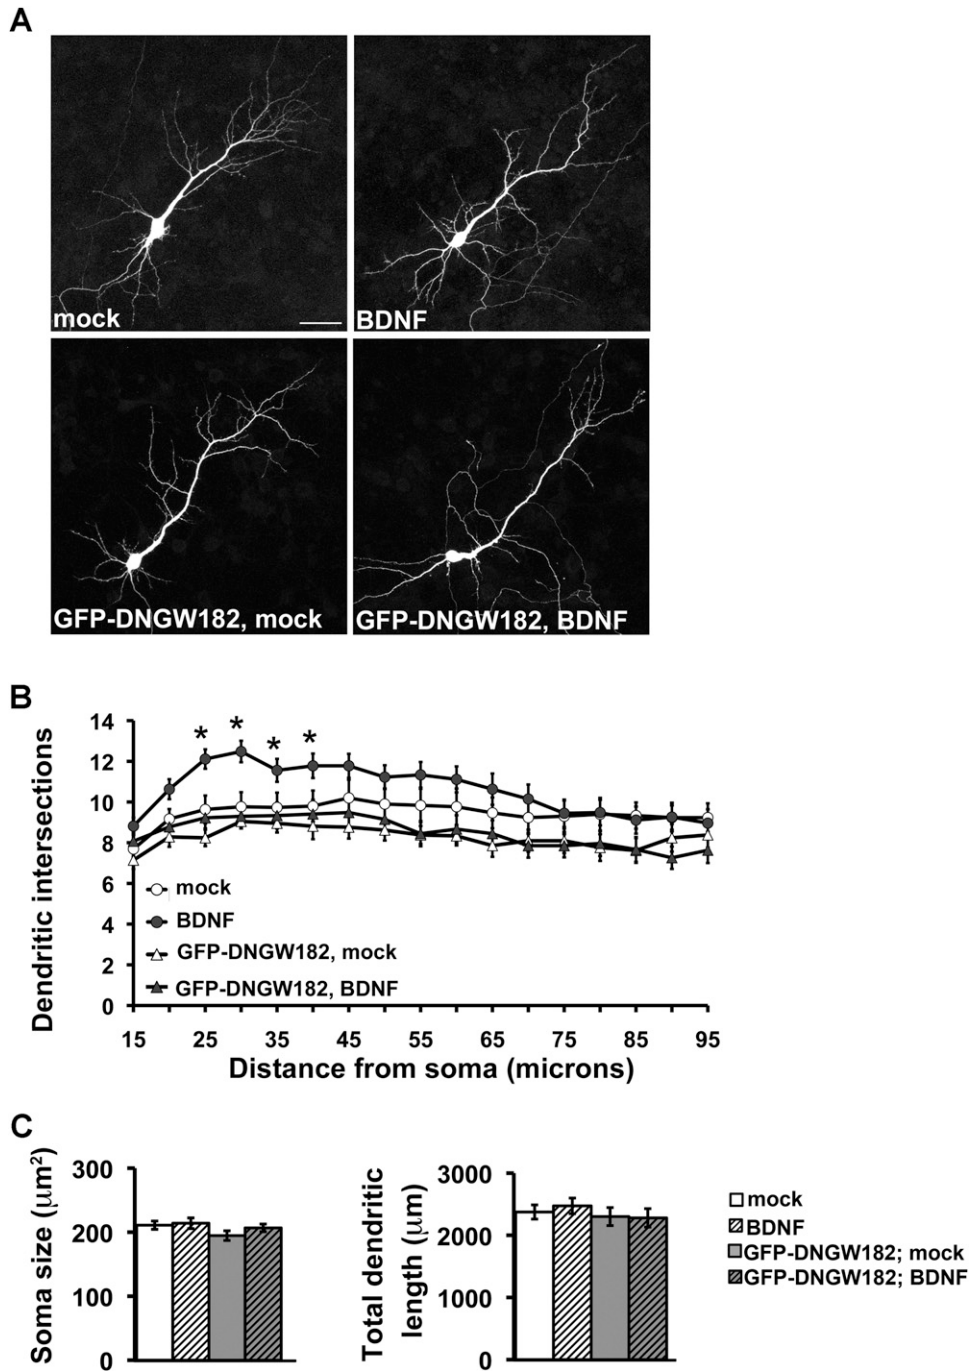 A
mock
BDNF
GFP-DNGW182, mock
GFP-DNGW182, BDNF
B
Dendritic intersections
14
12
10
8
6
4
2
0
* * * *
mock
BDNF
GFP-DNGW182, mock
GFP-DNGW182, BDNF
15 25 35 45 55 65 75 85 95
Distance from soma (microns)
C
Soma size (μm²)
300
200
100
0
Total dendritic
length (μm)
3000
2000
1000
0
mock
BDNF
GFP-DNGW182; mock
GFP-DNGW182; BDNF